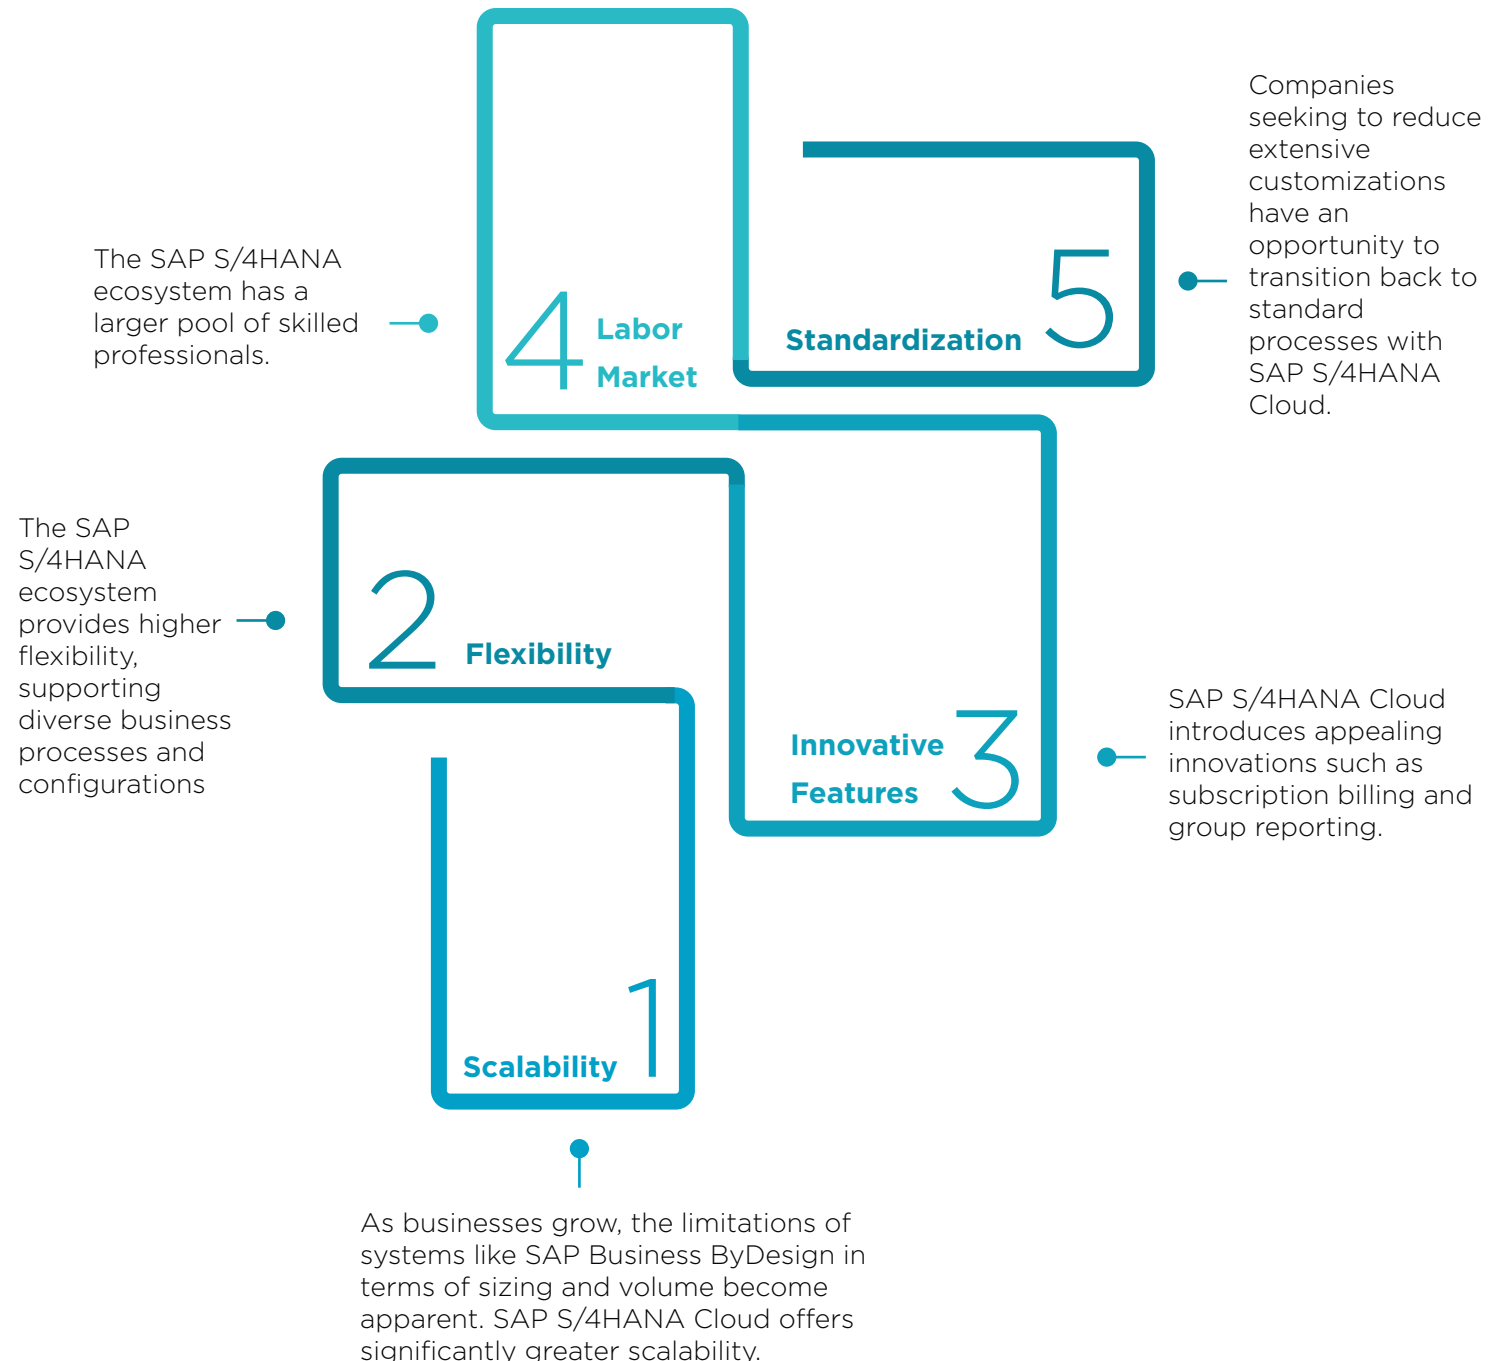 Companies
seeking to reduce
extensive
customizations
have an
opportunity to
transition back to
standard
processes with
SAP S/4HANA
Cloud.
5
Standardization
The SAP S/4HANA
ecosystem has a
larger pool of skilled
professionals.
4
Labor
Market
The SAP
S/4HANA
ecosystem
provides higher
flexibility,
supporting
diverse business
processes and
configurations
2
Flexibility
Innovative
Features
3
SAP S/4HANA Cloud
introduces appealing
innovations such as
subscription billing and
group reporting.
1
Scalability
As businesses grow, the limitations of
systems like SAP Business ByDesign in
terms of sizing and volume become
apparent. SAP S/4HANA Cloud offers
significantly greater scalability.